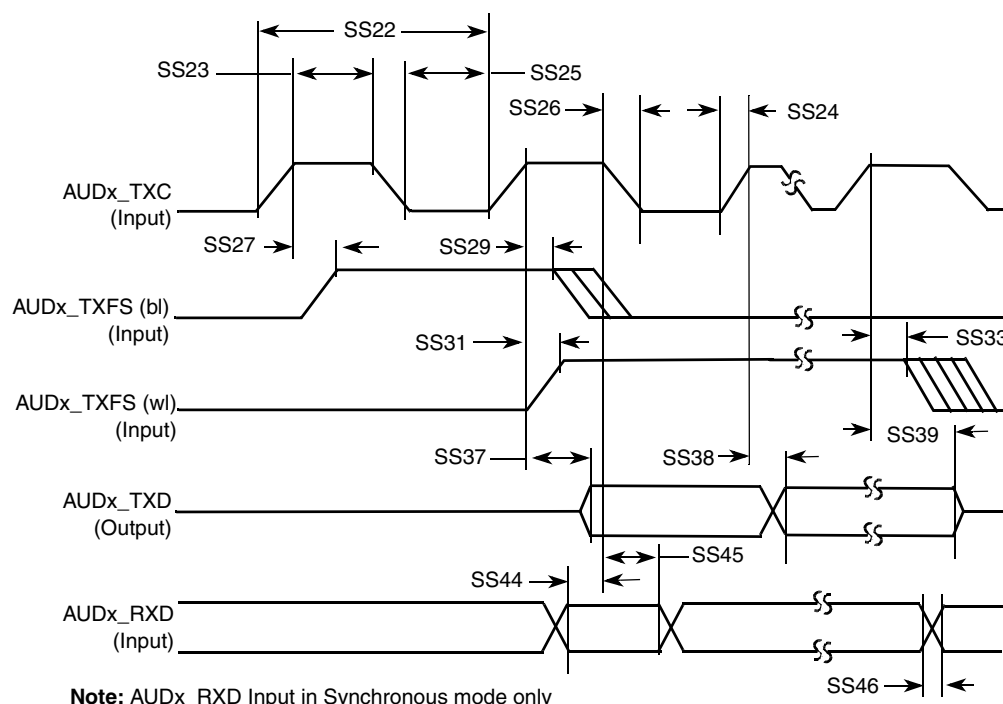 SS22
SS23
SS25
SS26
SS24
AUDx_TXC
(Input)
SS27
SS29
AUDx_TXFS (bl)
(Input)
SS31
SS33
AUDx_TXFS (wl)
(Input)
SS39
SS37
SS38
AUDx_TXD
(Output)
SS45
SS44
AUDx_RXD
(Input)
SS46
Note: AUDx_RXD Input in Synchronous mode only